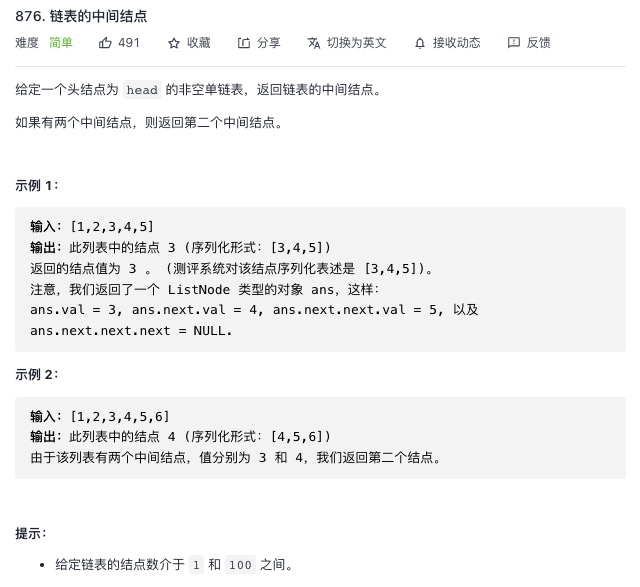 876. 链表的中间结点
难度 简单 491 收藏 分享 切换为英文 接收动态 反馈
给定一个头结点为 head 的非空单链表，返回链表的中间结点。
如果有两个中间结点，则返回第二个中间结点。
示例 1：
输入：[1,2,3,4,5]
输出：此列表中的结点 3 (序列化形式：[3,4,5])
返回的结点值为 3 。 (测评系统对该结点序列化表述是 [3,4,5])。
注意，我们返回了一个 ListNode 类型的对象 ans，这样：
ans.val = 3, ans.next.val = 4, ans.next.next.val = 5, 以及
ans.next.next.next = NULL.
示例 2：
输入：[1,2,3,4,5,6]
输出：此列表中的结点 4 (序列化形式：[4,5,6])
由于该列表有两个中间结点，值分别为 3 和 4，我们返回第二个结点。
提示：
• 给定链表的结点数介于 1 和 100 之间。